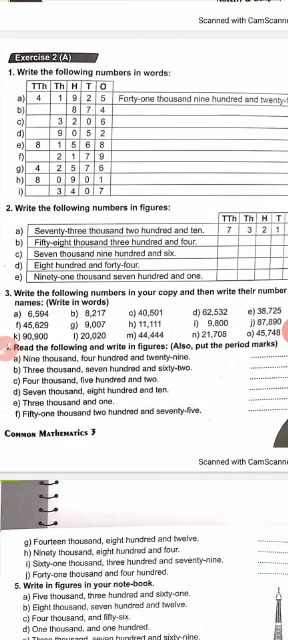 Scanned with CamScanne
Exercise 2 (A)
1. Write the following numbers in words:
TTh Th H T O
a) 4 1 9 2 5 Forty-one thousand nine hundred and twenty-
b) 8 7 4
c) 3 2 0 6
d) 9 0 5 2
e) 8 1 5 6 8
f) 2 1 7 9
g) 4 2 5 7 6
h) 8 0 9 0 1
i) 3 4 0 7
2. Write the following numbers in figures:
TTh Th H T
a) Seventy-three thousand two hundred and ten. 7 3 2 1
b) Fifty-eight thousand three hundred and four.
c) Seven thousand nine hundred and six.
d) Eight hundred and forty-four.
e) Ninety-one thousand seven hundred and one.
3. Write the following numbers in your copy and then write their number
names: (Write in words)
a) 6,594 b) 8,217 c) 40,501 d) 62,532 e) 38,725
f) 45,629 g) 9,007 h) 11,111 i) 9,800 j) 87,890
k) 90,900 l) 20,020 m) 44,444 n) 21,708 o) 45,748
Read the following and write in figures: (Also, put the period marks)
a) Nine thousand, four hundred and twenty-nine.
b) Three thousand, seven hundred and sixty-two.
c) Four thousand, five hundred and two.
d) Seven thousand, eight hundred and ten.
e) Three thousand and one.
f) Fifty-one thousand two hundred and seventy-five.
COMMON MATHEMATICS 3
Scanned with CamScanne
g) Fourteen thousand, eight hundred and twelve.
h) Ninety thousand, eight hundred and four.
i) Sixty-one thousand, three hundred and seventy-nine.
j) Forty-one thousand and four hundred.
5. Write in figures in your note-book.
a) Five thousand, three hundred and sixty-one.
b) Eight thousand, seven hundred and twelve.
c) Four thousand, and fifty-six.
d) One thousand, and one hundred.
e) Three thousand, seven hundred and sixty-nine.